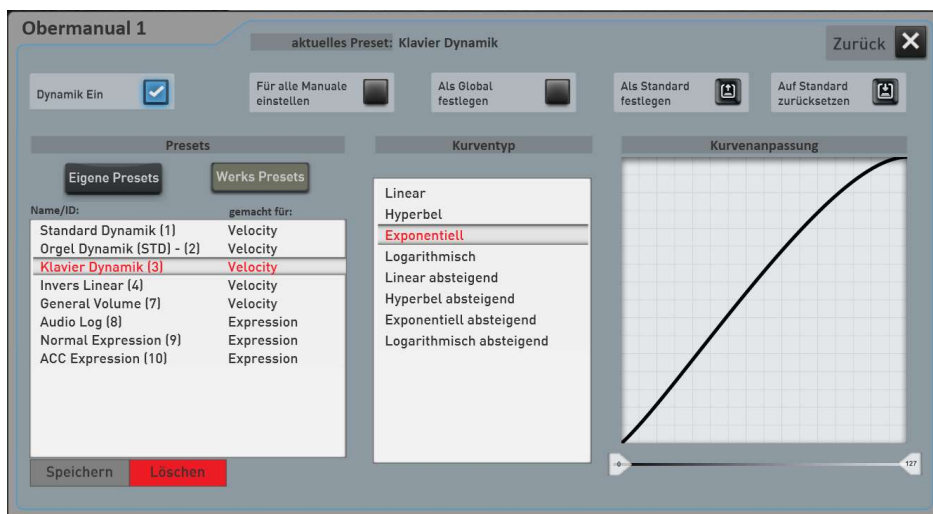 Obermanual 1
aktuelles Preset: Klavier Dynamik
Zurück
Dynamik Ein
Für alle Manuale
einstellen
Als Global
festlegen
Als Standard
festlegen
Auf Standard
zurücksetzen
Presets
Eigene Presets
Werks Presets
Name/ID:
gemacht für:
Standard Dynamik (1) Velocity
Orgel Dynamik (STD) - (2) Velocity
Klavier Dynamik (3) Velocity
Invers Linear (4) Velocity
General Volume (7) Velocity
Audio Log (8) Expression
Normal Expression (9) Expression
ACC Expression (10) Expression
Speichern
Löschen
Kurventyp
Linear
Hyperbel
Exponentiell
Logarithmisch
Linear absteigend
Hyperbel absteigend
Exponentiell absteigend
Logarithmisch absteigend
Kurvenanpassung
0
127